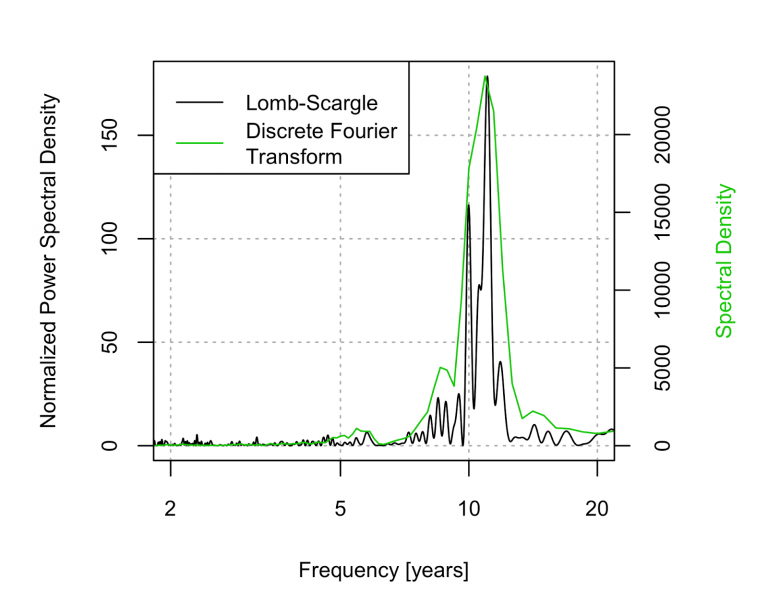 Lomb-Scargle
Discrete Fourier
Transform
Normalized Power Spectral Density
0
50
100
150
Spectral Density
0
5000
10000
15000
20000
2 5 10 20
Frequency [years]